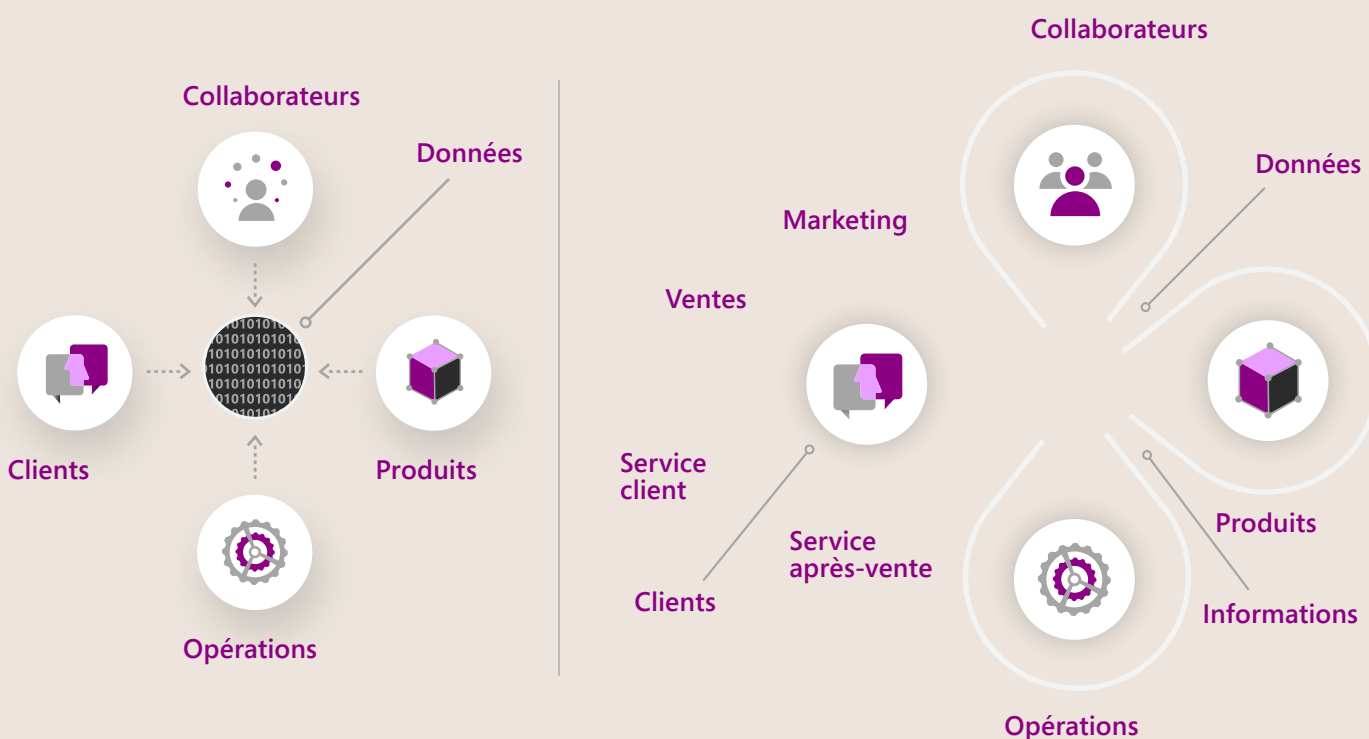 Collaborateurs
Données
Clients
Produits
Opérations
Collaborateurs
Données
Marketing
Ventes
Service
client
Service
après-vente
Clients
Produits
Informations
Opérations